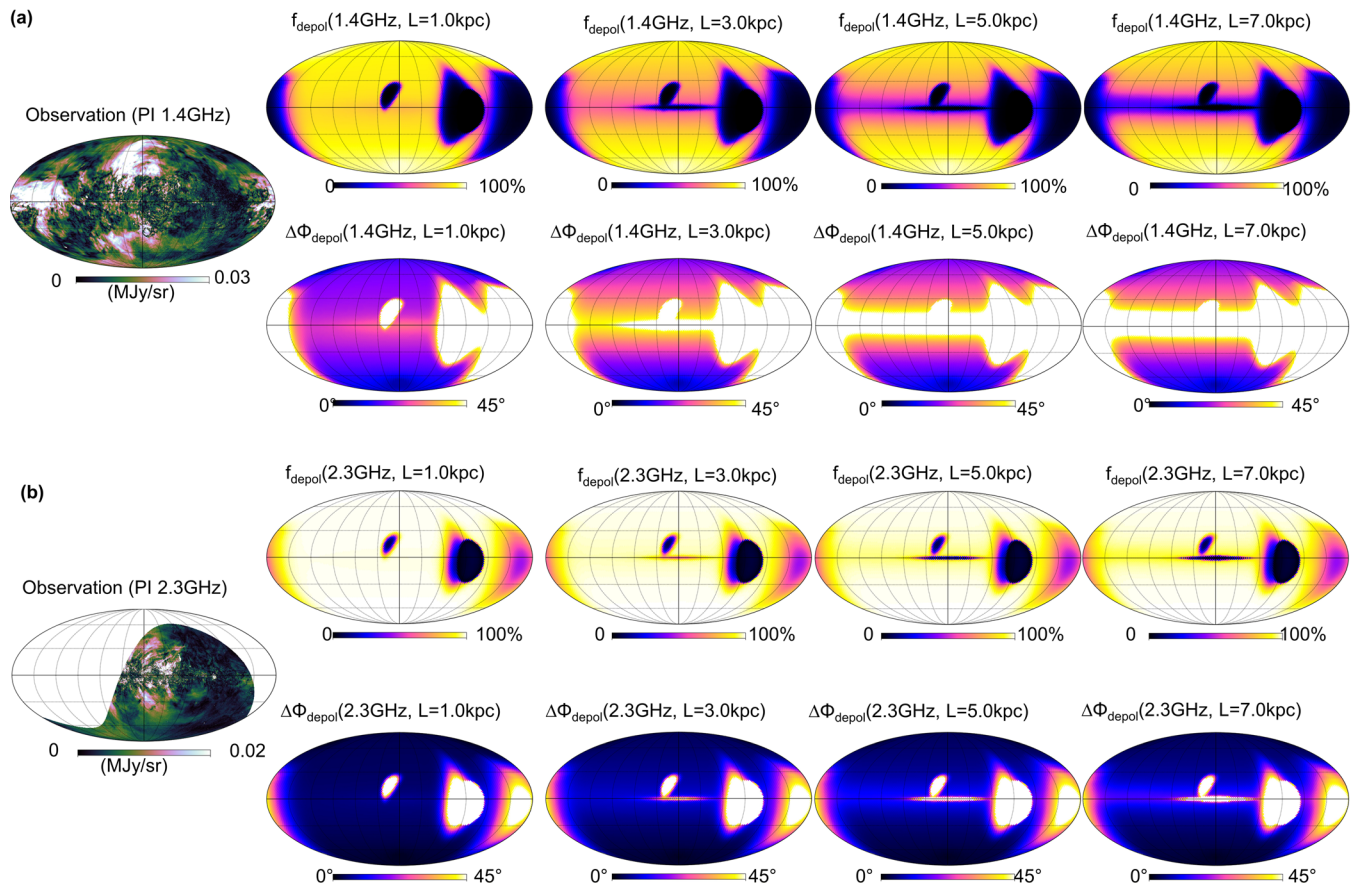 (a)
f_depol(1.4GHz, L=1.0kpc)
f_depol(1.4GHz, L=3.0kpc)
f_depol(1.4GHz, L=5.0kpc)
f_depol(1.4GHz, L=7.0kpc)
Observation (PI 1.4GHz)
0 100%
0 100%
0 100%
0 100%
0 0.03
(MJy/sr)
ΔΦ_depol(1.4GHz, L=1.0kpc)
ΔΦ_depol(1.4GHz, L=3.0kpc)
ΔΦ_depol(1.4GHz, L=5.0kpc)
ΔΦ_depol(1.4GHz, L=7.0kpc)
0° 45°
0° 45°
0° 45°
0° 45°
(b)
f_depol(2.3GHz, L=1.0kpc)
f_depol(2.3GHz, L=3.0kpc)
f_depol(2.3GHz, L=5.0kpc)
f_depol(2.3GHz, L=7.0kpc)
Observation (PI 2.3GHz)
0 100%
0 100%
0 100%
0 100%
0 0.02
(MJy/sr)
ΔΦ_depol(2.3GHz, L=1.0kpc)
ΔΦ_depol(2.3GHz, L=3.0kpc)
ΔΦ_depol(2.3GHz, L=5.0kpc)
ΔΦ_depol(2.3GHz, L=7.0kpc)
0° 45°
0° 45°
0° 45°
0° 45°